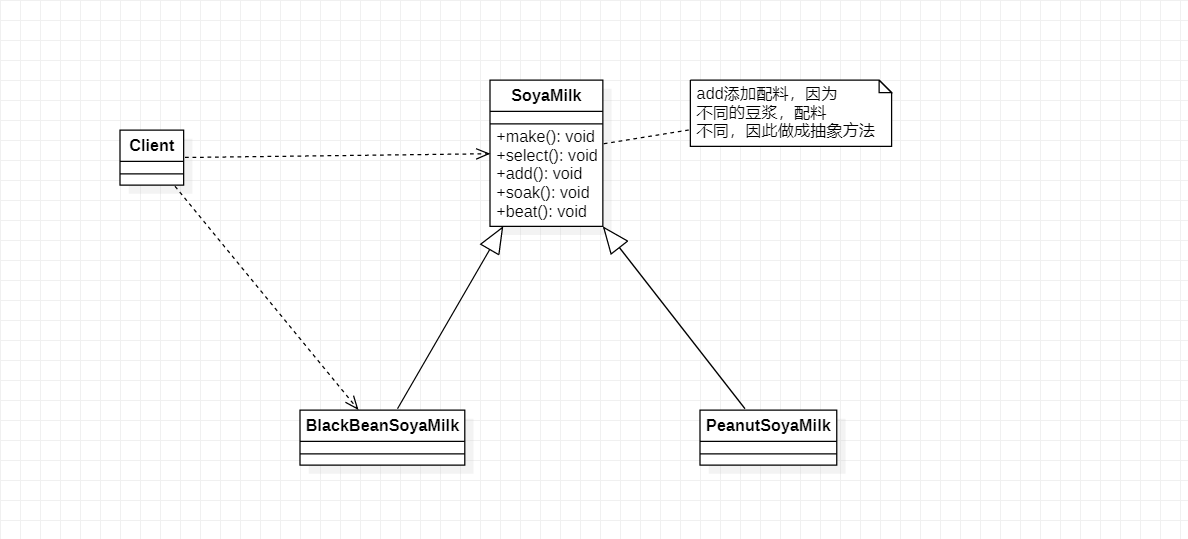 SoyaMilk
+make(): void
+select(): void
+add(): void
+soak(): void
+beat(): void
add添加配料，因为
不同的豆浆，配料
不同，因此做成抽象方法
Client
BlackBeanSoyaMilk
PeanutSoyaMilk